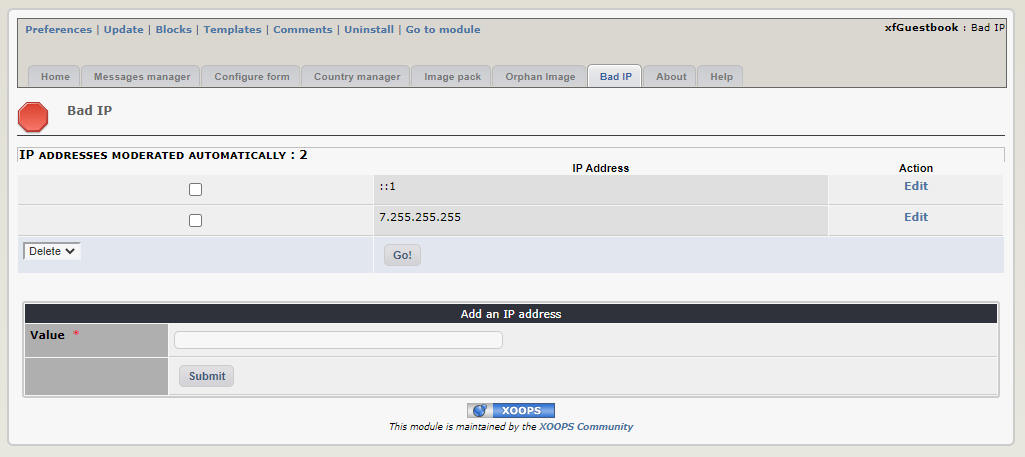 Preferences | Update | Blocks | Templates | Comments | Uninstall | Go to module
xfGuestbook : Bad IP
Home Messages manager Configure form Country manager Image pack Orphan Image Bad IP About Help
Bad IP
IP ADDRESSES MODERATED AUTOMATICALLY : 2
IP Address Action
::1 Edit
7.255.255.255 Edit
Delete Go!
Add an IP address
Value *
Submit
XOOPS
This module is maintained by the XOOPS Community